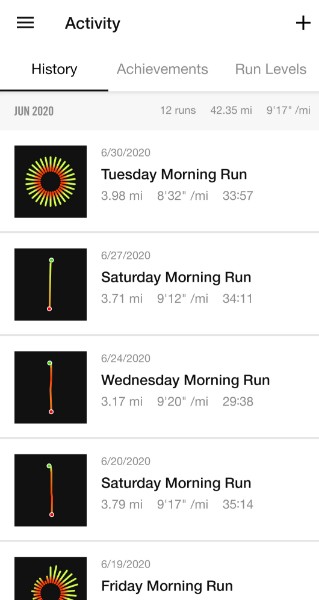 Activity
History Achievements Run Levels
JUN 2020 12 runs 42.35 mi 9'17" /mi
6/30/2020
Tuesday Morning Run
3.98 mi 8'32" /mi 33:57
6/27/2020
Saturday Morning Run
3.71 mi 9'12" /mi 34:11
6/24/2020
Wednesday Morning Run
3.17 mi 9'20" /mi 29:38
6/20/2020
Saturday Morning Run
3.79 mi 9'17" /mi 35:14
6/19/2020
Friday Morning Run